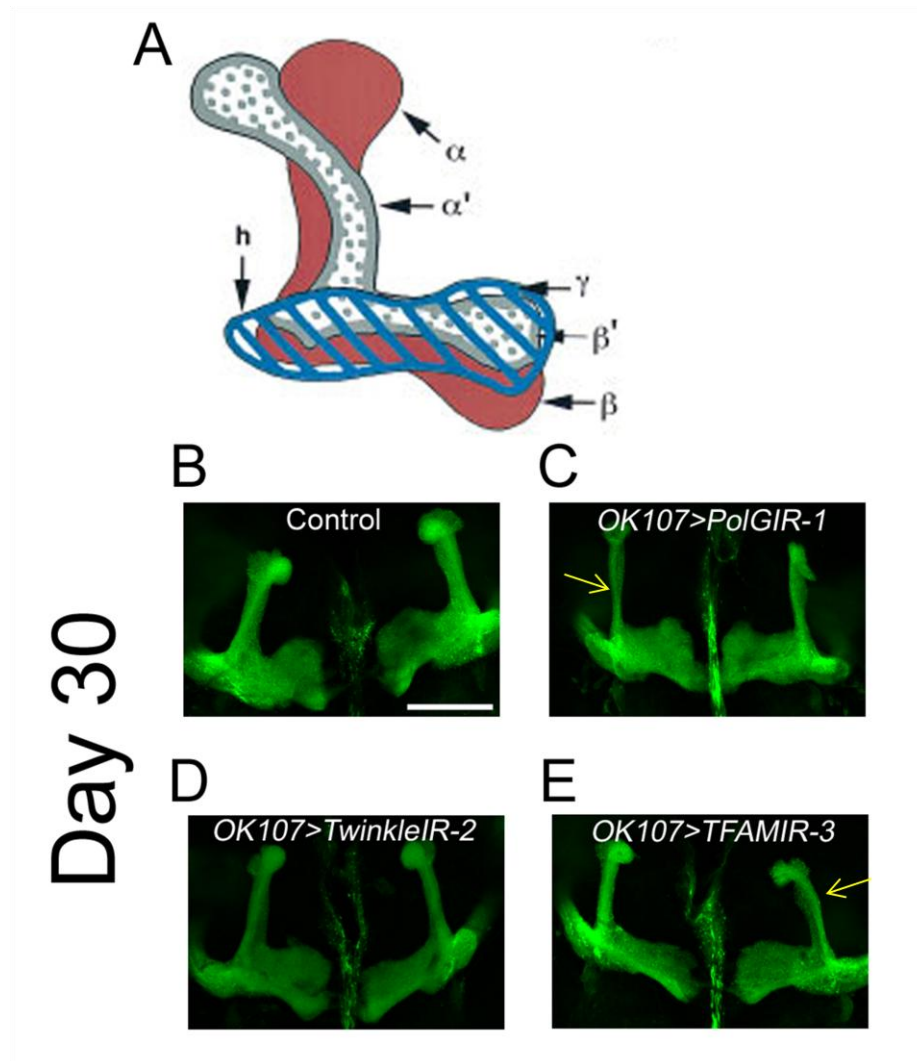 A
α
α'
h
γ
β'
β
B
C
Control
OK107>PolGIR-1
Day 30
D
E
OK107>TwinkleIR-2
OK107>TFAMIR-3